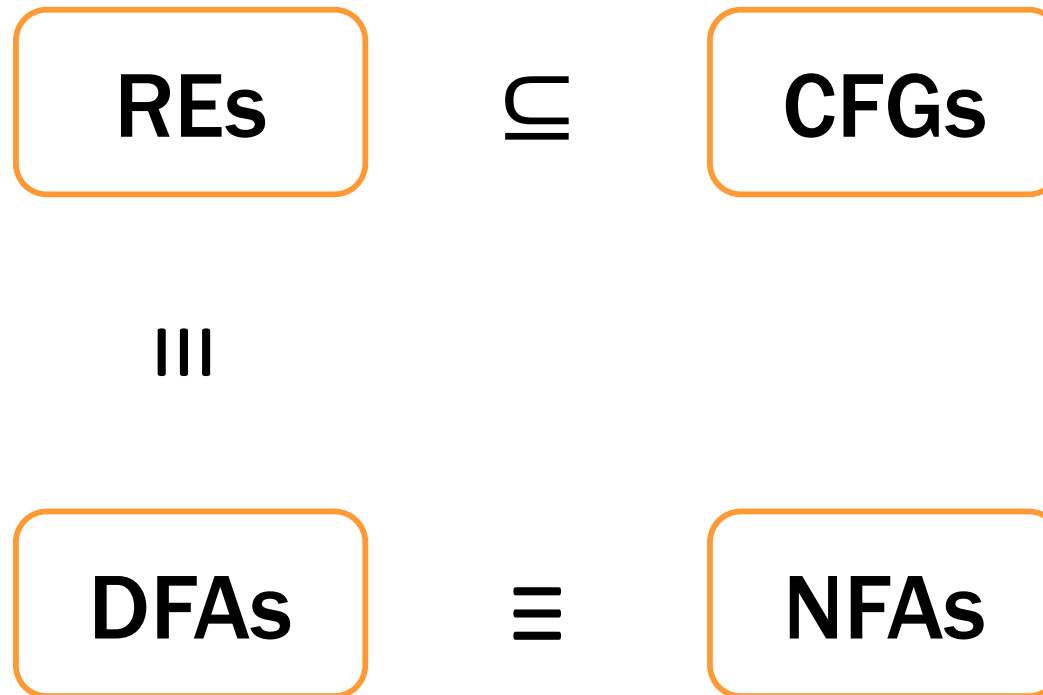 REs ⊆ CFGs
≡
DFAs ≡ NFAs